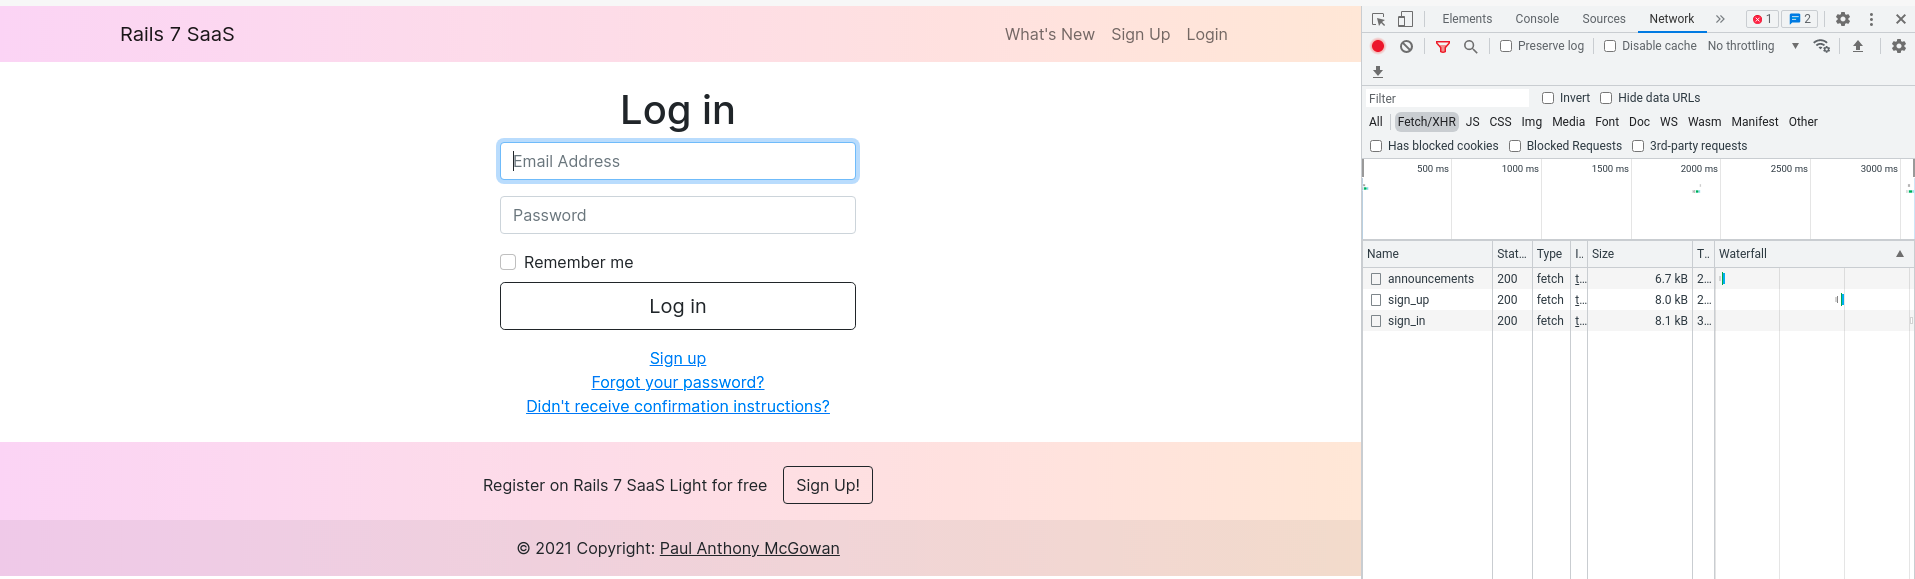 Rails 7 SaaS
What's New Sign Up Login
Log in
Email Address
Password
Remember me
Log in
Sign up
Forgot your password?
Didn't receive confirmation instructions?
Register on Rails 7 SaaS Light for free Sign Up!
© 2021 Copyright: Paul Anthony McGowan
Elements Console Sources Network » 1 2
Preserve log Disable cache No throttling
Filter Invert Hide data URLs
All Fetch/XHR JS CSS Img Media Font Doc WS Wasm Manifest Other
Has blocked cookies Blocked Requests 3rd-party requests
500 ms 1000 ms 1500 ms 2000 ms 2500 ms 3000 ms
Name Stat... Type I.. Size T.. Waterfall
announcements 200 fetch t... 6.7 kB 2...
sign_up 200 fetch t... 8.0 kB 2...
sign_in 200 fetch t... 8.1 kB 3...